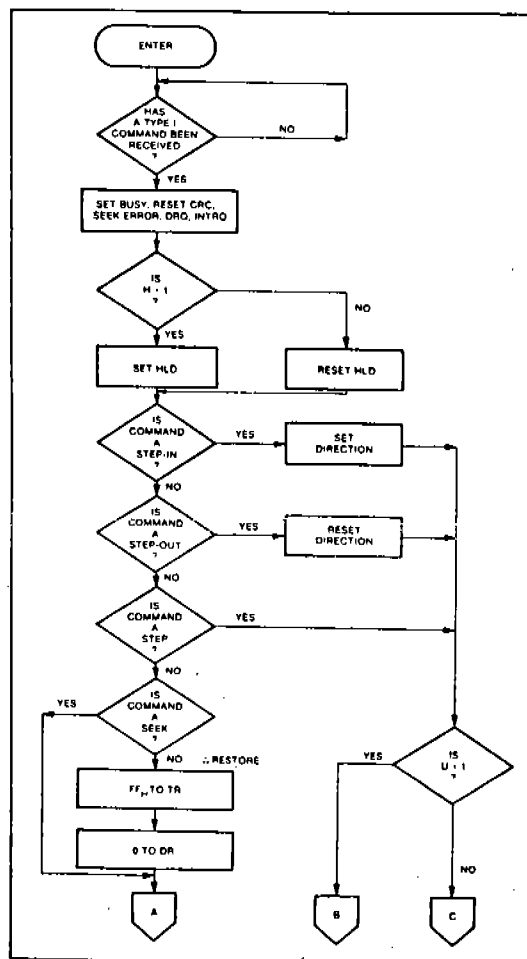 ENTER
HAS
A TYPE I
COMMAND BEEN
RECEIVED
?
NO
YES
SET BUSY, RESET CRC,
SEEK ERROR, DRQ, INTRQ
IS
H = 1
?
NO
YES
SET HLD
RESET HLD
IS
COMMAND
A
STEP-IN
?
YES
SET
DIRECTION
NO
IS
COMMAND
A
STEP-OUT
?
YES
RESET
DIRECTION
NO
IS
COMMAND
A
STEP
?
YES
NO
IS
COMMAND
A
SEEK
?
YES
NO
∴ RESTORE
FFH TO TR
0 TO DR
A
IS
U = 1
?
YES
NO
B
C